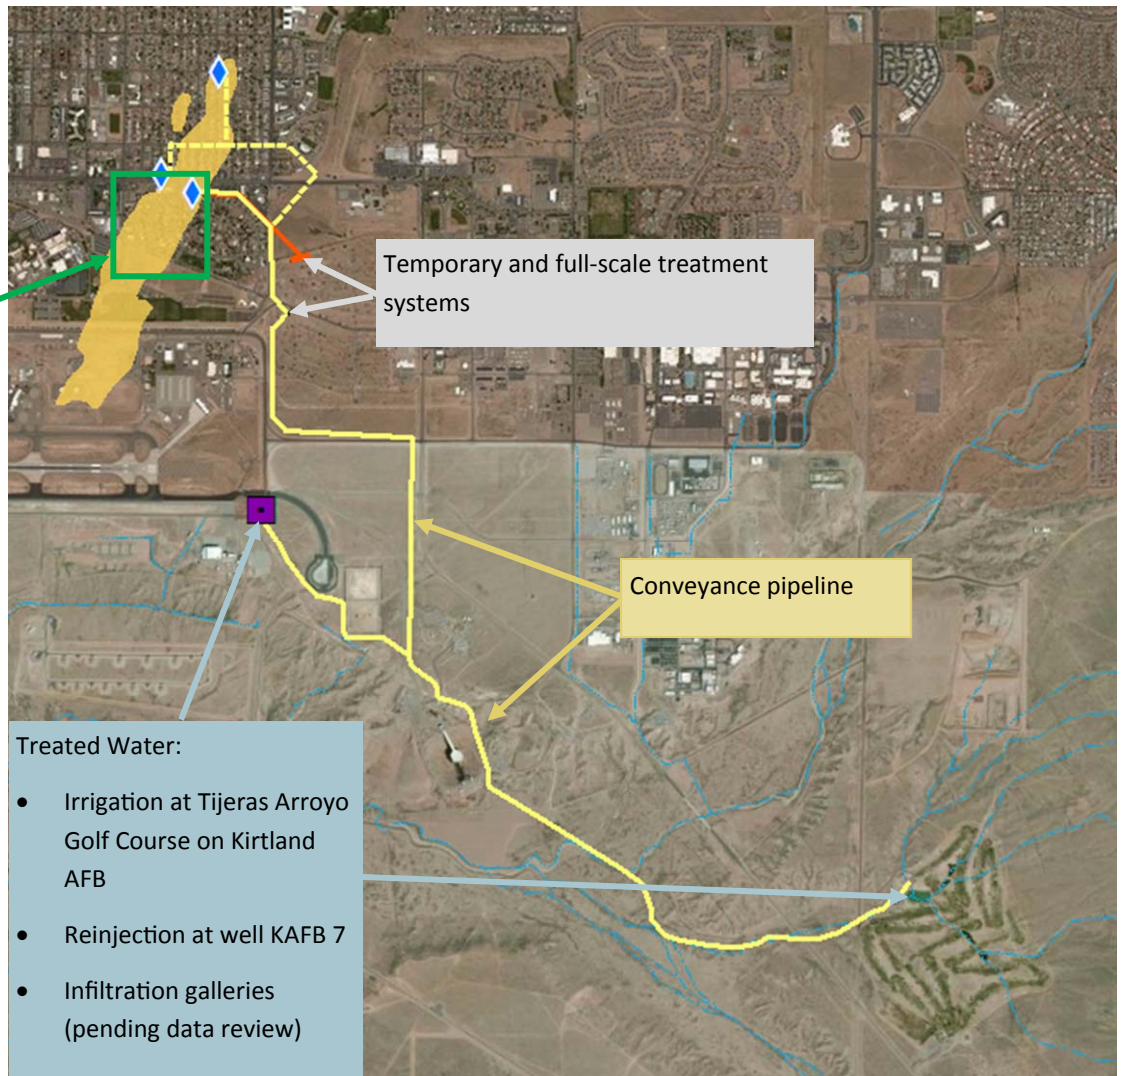 Temporary and full-scale treatment
systems
Conveyance pipeline
Treated Water:
• Irrigation at Tijeras Arroyo
Golf Course on Kirtland
AFB
• Reinjection at well KAFB 7
• Infiltration galleries
(pending data review)